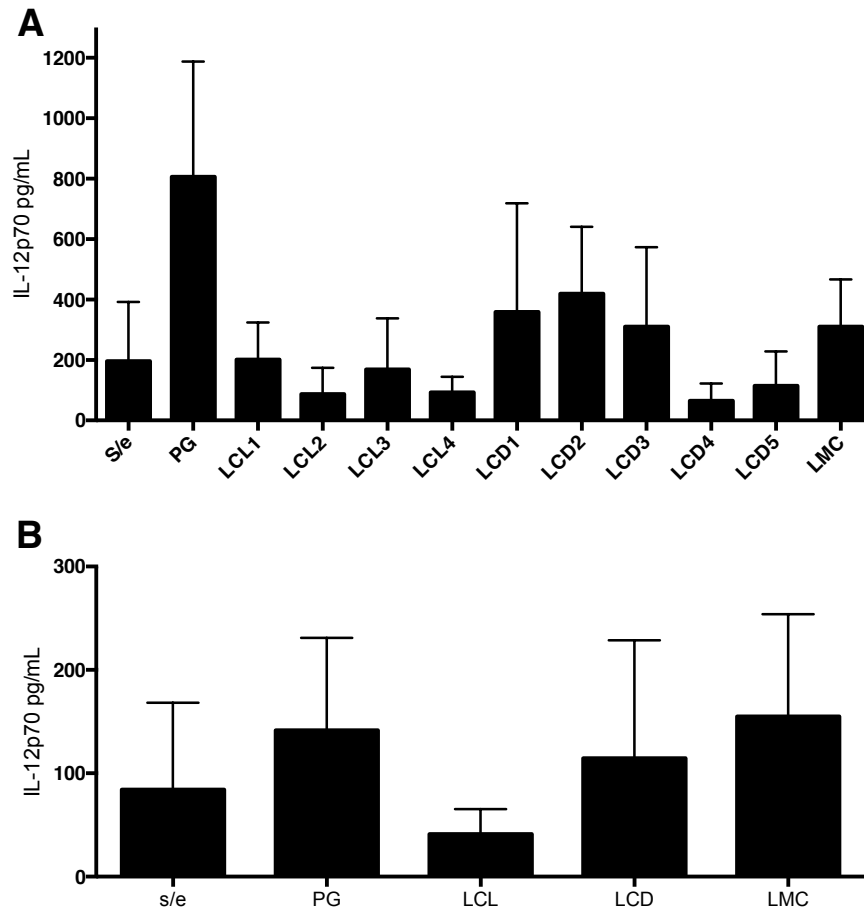 A
IL-12p70 pg/mL
1200
1000
800
600
400
200
0
S/e PG LCL1 LCL2 LCL3 LCL4 LCD1 LCD2 LCD3 LCD4 LCD5 LMC
B
IL-12p70 pg/mL
300
200
100
0
s/e PG LCL LCD LMC